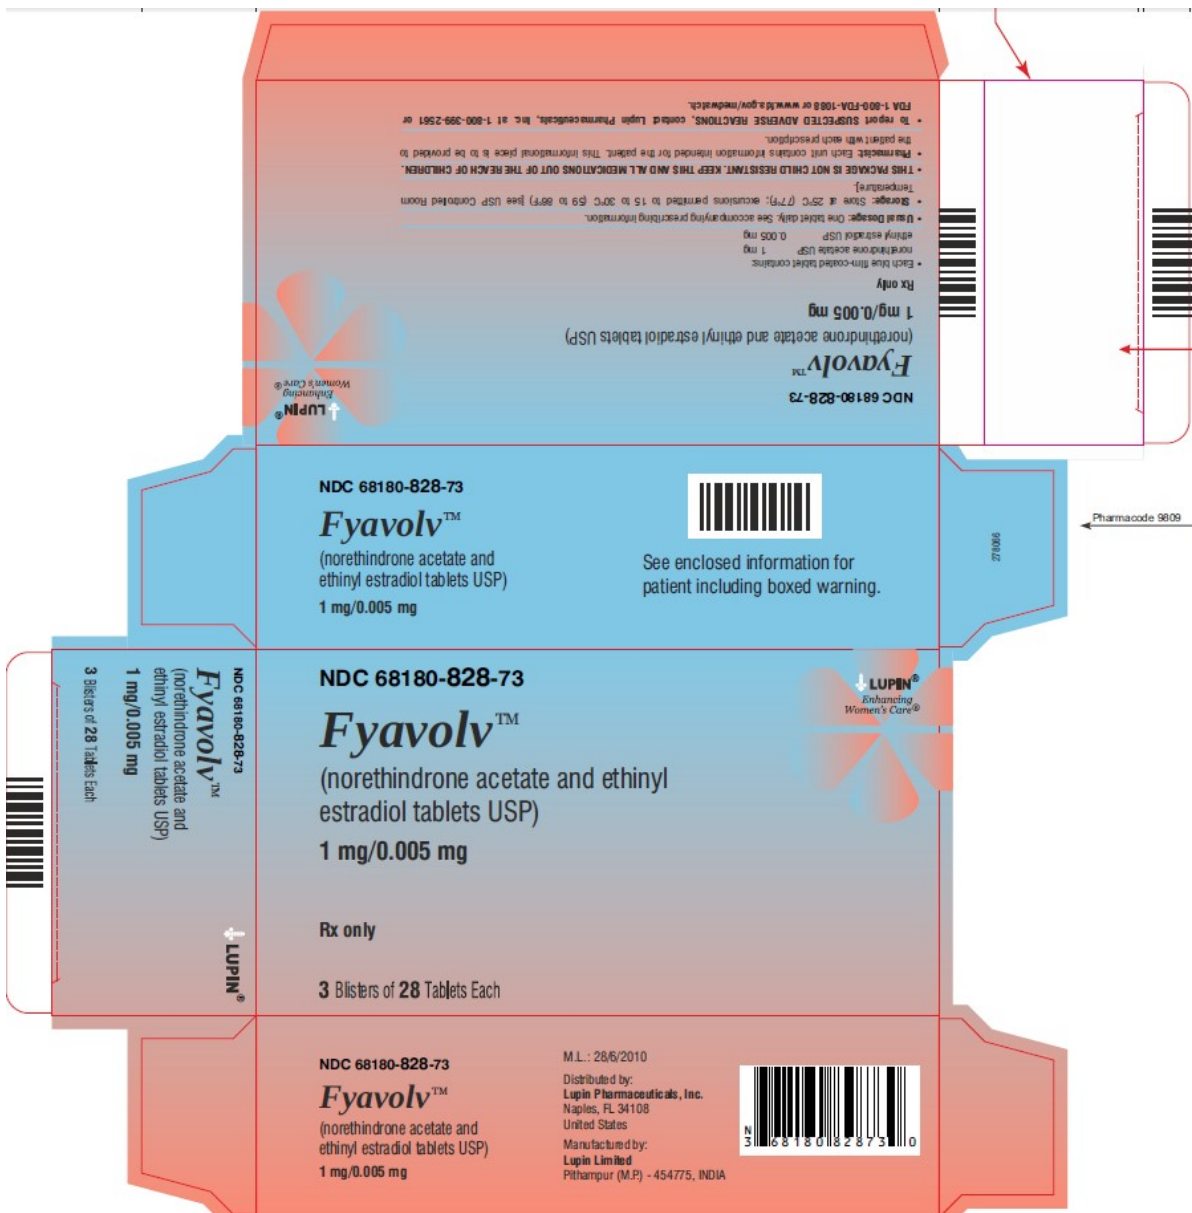 NDC 68180-828-73
Fyavolv™
(norethindrone acetate and ethinyl estradiol tablets USP)
1 mg/0.005 mg
Rx only
• Each blue film-coated tablet contains:
norethindrone acetate USP 1 mg
ethinyl estradiol USP 0.005 mg
• Usual Dosage: One tablet daily. See accompanying prescribing information.
• Storage: Store at 25°C (77°F); excursions permitted to 15 to 30°C (59 to 86°F) [see USP Controlled Room
Temperature].
• THIS PACKAGE IS NOT CHILD RESISTANT. KEEP THIS AND ALL MEDICATIONS OUT OF THE REACH OF CHILDREN.
• Pharmacist: Each unit contains information intended for the patient. This informational piece is to be provided to
the patient with each prescription.
• To report SUSPECTED ADVERSE REACTIONS, contact Lupin Pharmaceuticals, Inc. at 1-800-399-2561 or
FDA 1-800-FDA-1088 or www.fda.gov/medwatch.
LUPIN®
Enhancing
Women's Care®
NDC 68180-828-73
Fyavolv™
(norethindrone acetate and
ethinyl estradiol tablets USP)
1 mg/0.005 mg
See enclosed information for
patient including boxed warning.
278066
Pharmacode 9809
NDC 68180-828-73
Fyavolv™
(norethindrone acetate and
ethinyl estradiol tablets USP)
1 mg/0.005 mg
3 Blisters of 28 Tablets Each
LUPIN®
NDC 68180-828-73
Fyavolv™
(norethindrone acetate and ethinyl
estradiol tablets USP)
1 mg/0.005 mg
Rx only
3 Blisters of 28 Tablets Each
LUPIN®
Enhancing
Women's Care®
NDC 68180-828-73
Fyavolv™
(norethindrone acetate and
ethinyl estradiol tablets USP)
1 mg/0.005 mg
M.L.: 28/6/2010
Distributed by:
Lupin Pharmaceuticals, Inc.
Naples, FL 34108
United States
Manufactured by:
Lupin Limited
Pithampur (M.P.) - 454775, INDIA
N
3 68180 82873 0